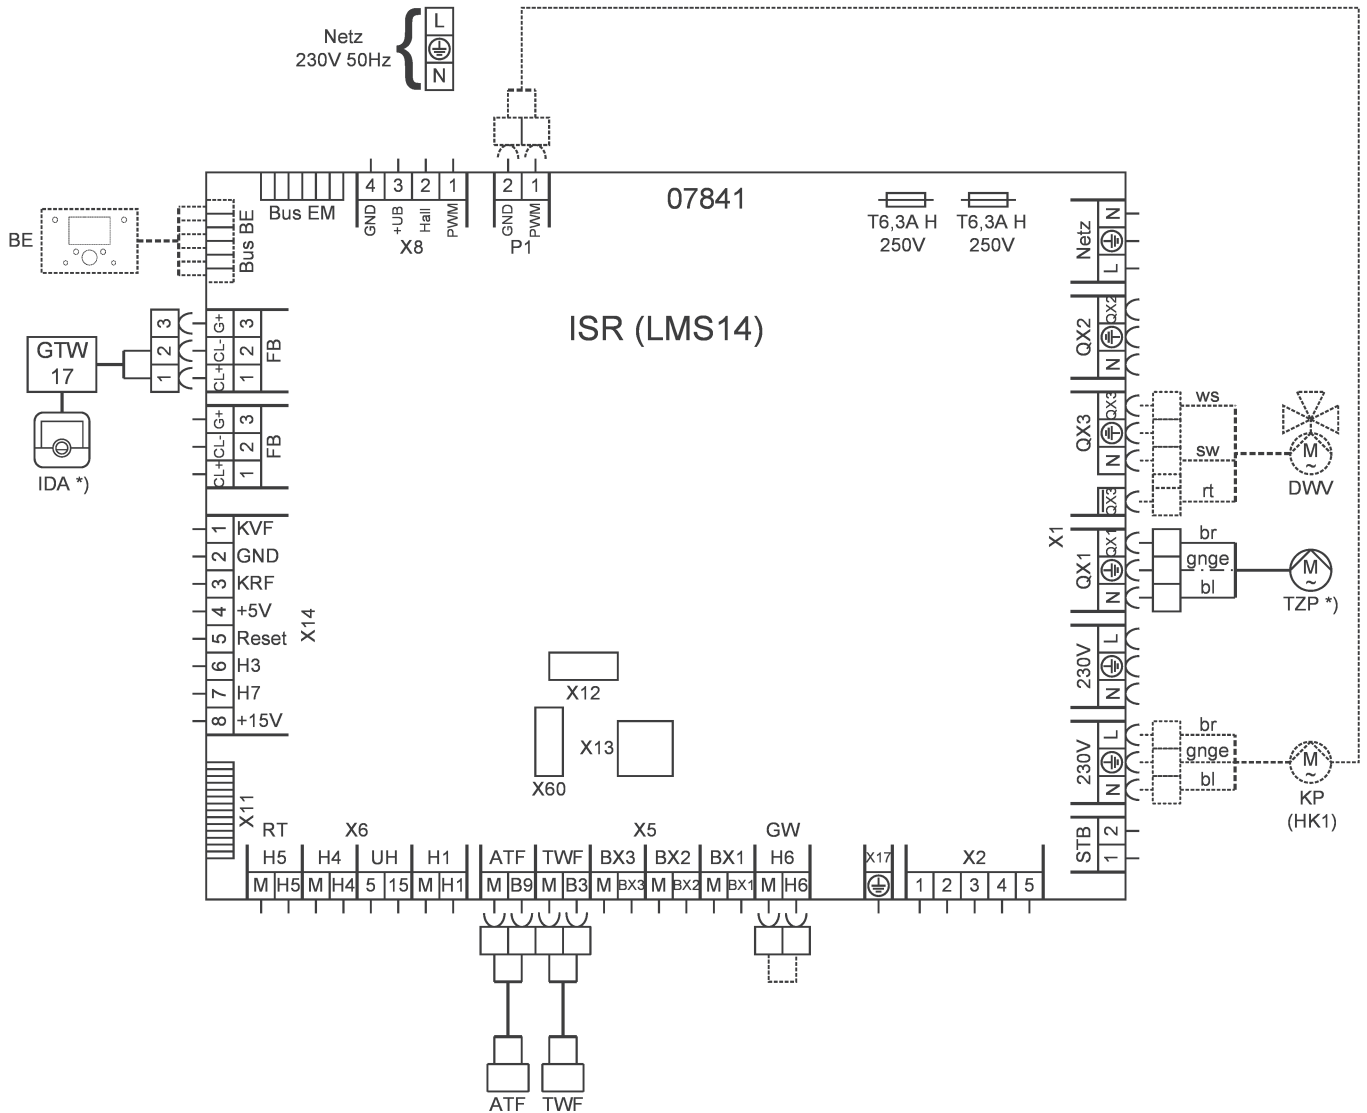 Netz
230V 50Hz
L
N
07841
T6,3A H
250V
T6,3A H
250V
ISR (LMS14)
Bus EM
4 3 2 1
GND +UB Hall PWM
X8
2 1
GND PWM
P1
BE
Bus BE
GTW
17
IDA *)
3 2 1
G+ CL- CL+
3 2 1
FB
G+ CL- CL+
3 2 1
FB
1 KVF
2 GND
3 KRF
4 +5V
5 Reset
6 H3
7 H7
8 +15V
X14
X11
X12
X13
X60
Netz
N
L
QX2
QX2
N
QX3
QX3
N
QX3
X1
QX1
QX1
N
230V
L
N
230V
L
N
STB
2
1
ws
sw
rt
DWV
M
~
br
gnge
bl
TZP *)
M
~
br
gnge
bl
KP
(HK1)
M
~
RT X6 X5 GW
H5 H4 UH H1 ATF TWF BX3 BX2 BX1 H6
M H5 M H4 5 15 M H1 M B9 M B3 M BX3 M BX2 M BX1 M H6
X17
X2
1 2 3 4 5
ATF TWF